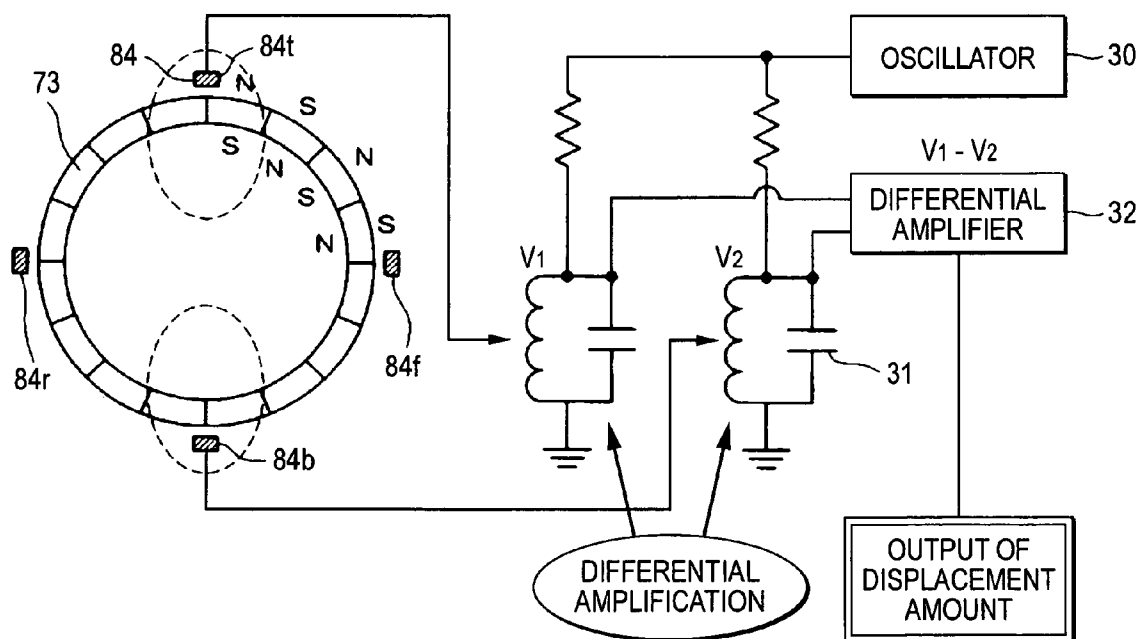 84
84t
73
N
S
N
S
S
N
S
N
84r
84f
84b
OSCILLATOR
30
V1 - V2
DIFFERENTIAL
AMPLIFIER
32
V1
V2
31
DIFFERENTIAL
AMPLIFICATION
OUTPUT OF
DISPLACEMENT
AMOUNT